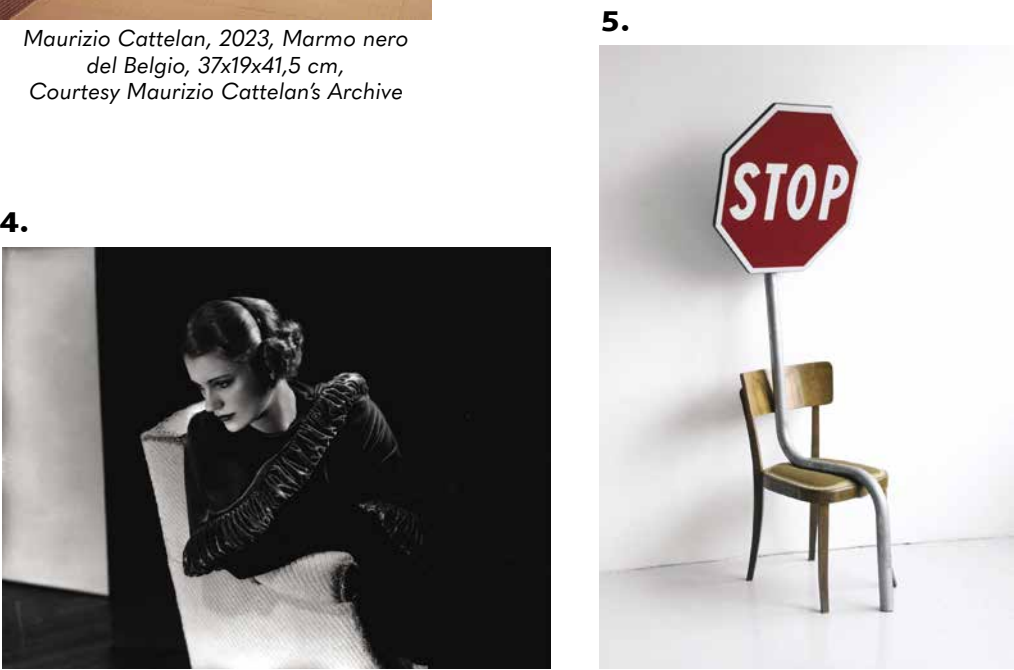 Maurizio Cattelan, 2023, Marmo nero
del Belgio, 37x19x41,5 cm,
Courtesy Maurizio Cattelan's Archive
4.
5.
STOP